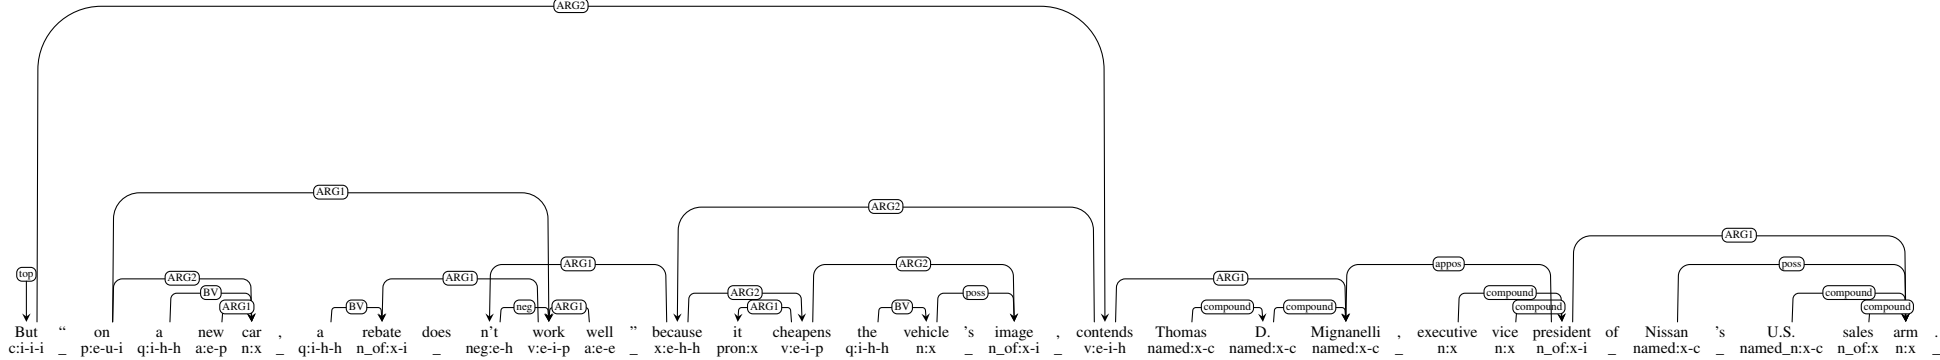 ARG2
ARG1
ARG2
ARG1
top ARG1 ARG2 ARG1 appos
ARG2 ARG1 ARG1 poss
BV ARG2 poss compound compound
ARG1 BV neg ARG1 ARG1 BV compound compound compound compound
But “ on a new car , a rebate does n't work well ” because it cheapens the vehicle 's image , contends Thomas D. Mignanelli , executive vice president of Nissan 's U.S. sales arm .
c:i-i-i _ p:e-u-i q:i-h-h a:e-p n:x _ q:i-h-h n_of:x-i _ neg:e-h v:e-i-p a:e-e _ x:e-h-h pron:x v:e-i-p q:i-h-h n:x _ n_of:x-i _ v:e-i-h named:x-c named:x-c named:x-c _ n:x n:x n_of:x-i _ named:x-c _ named_n:x-c n_of:x n:x _